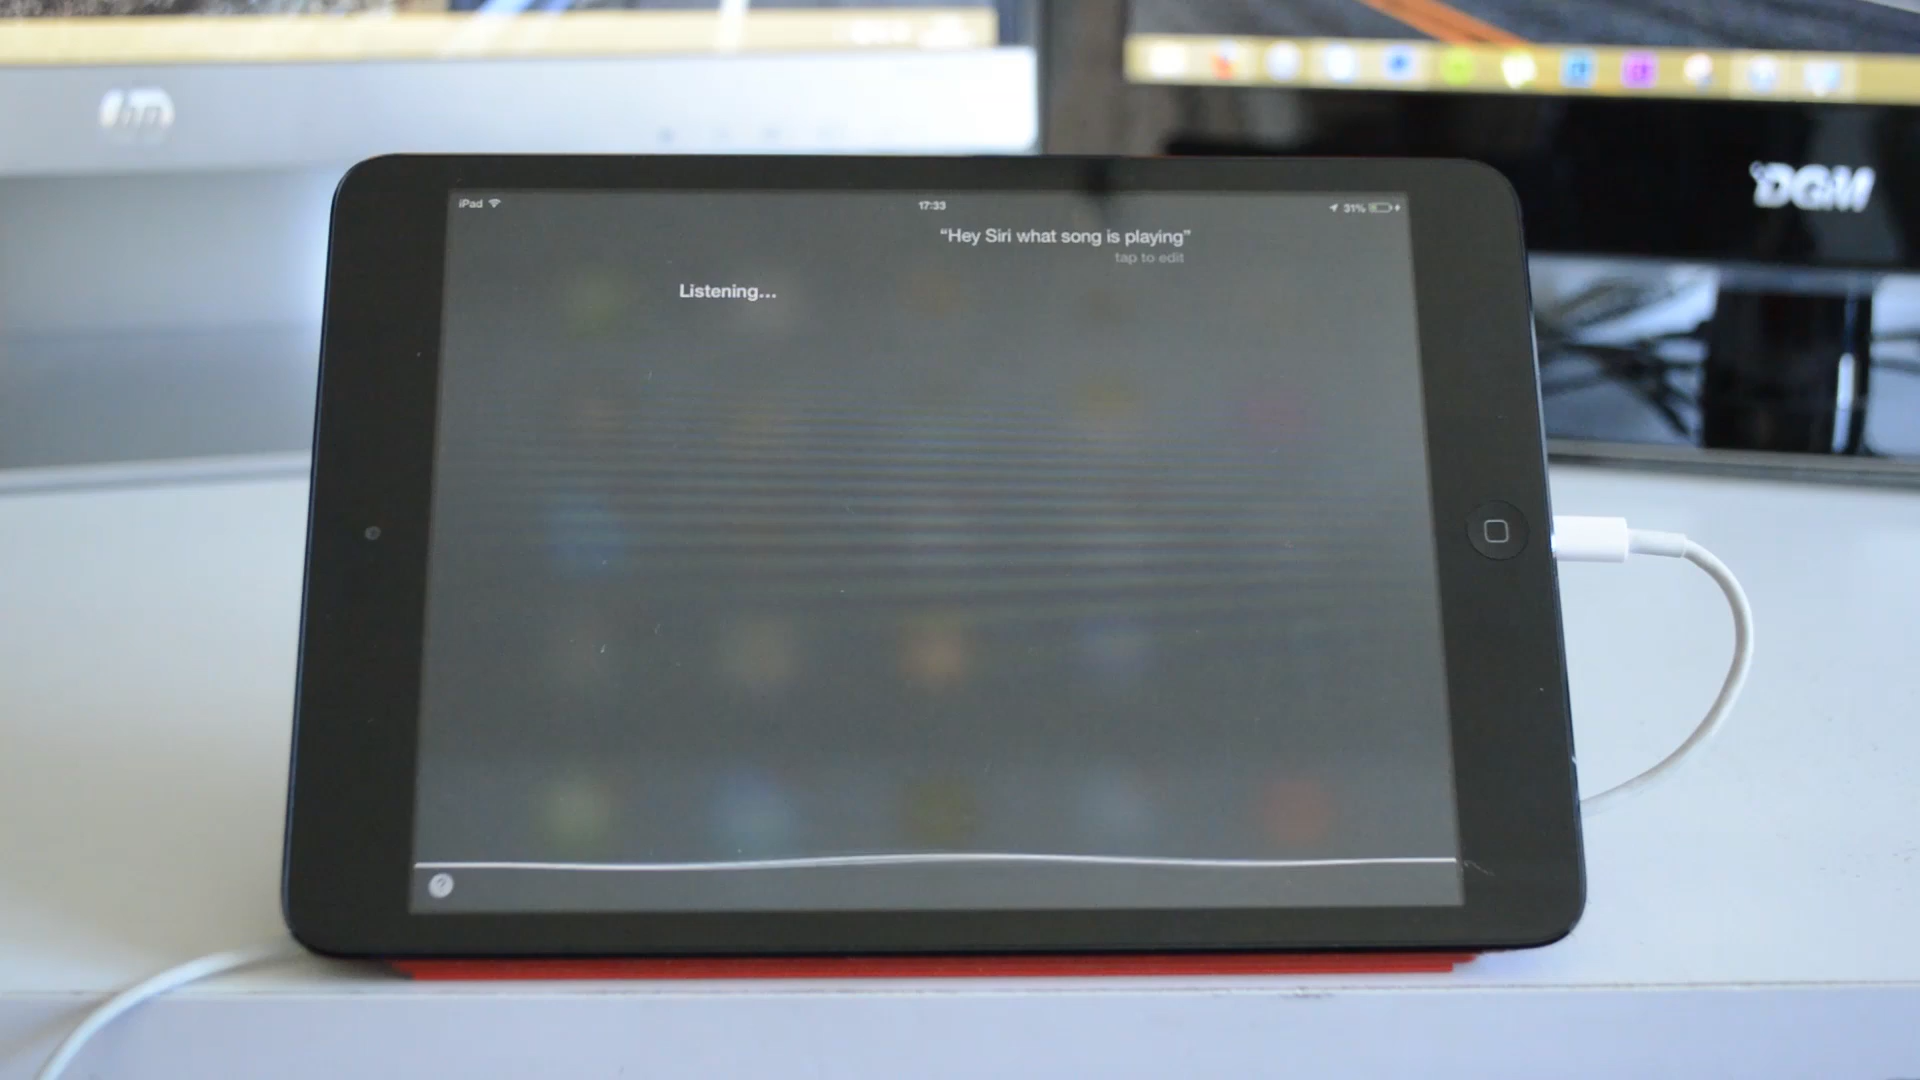 hp
DGM
iPad
17:33
31%
“Hey Siri what song is playing”
tap to edit
Listening...
?